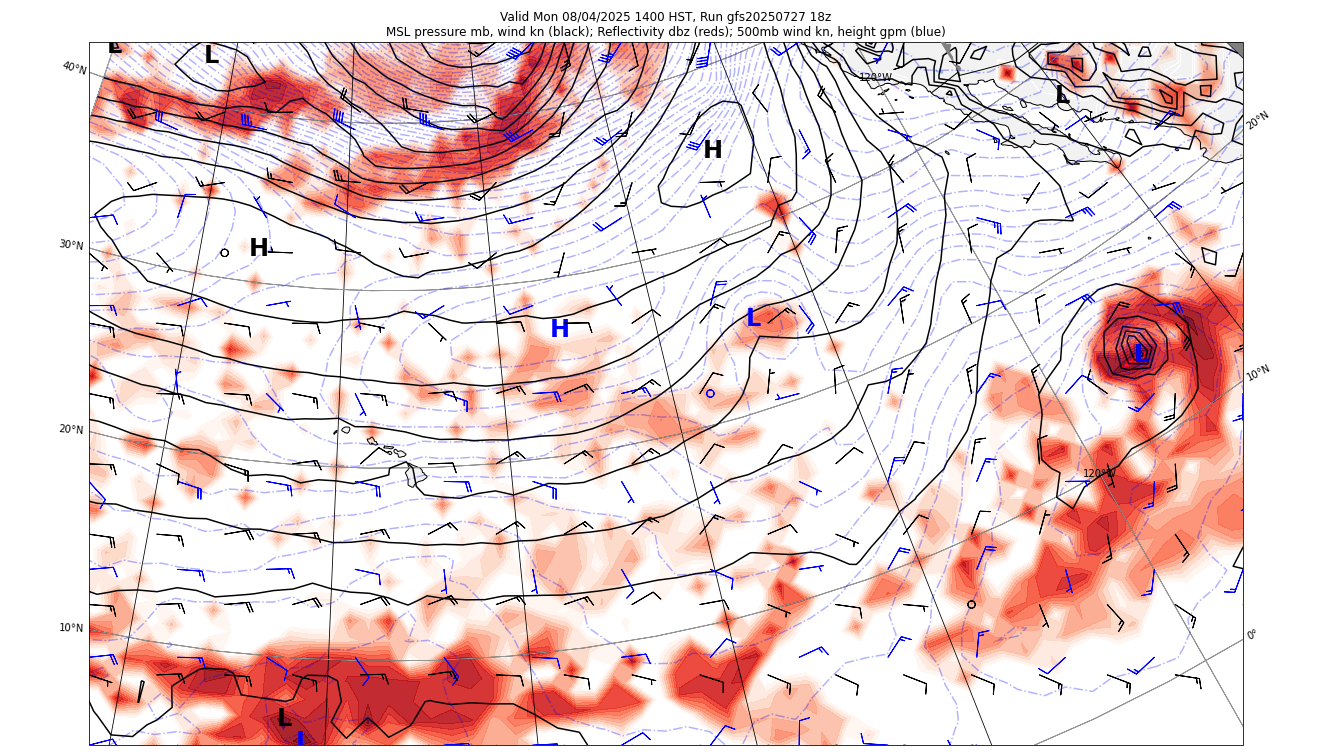 Valid Mon 08/04/2025 1400 HST, Run gfs20250727 18z
MSL pressure mb, wind kn (black); Reflectivity dbz (reds); 500mb wind kn, height gpm (blue)
L
L
40°N
120°W
L
20°N
H
30°N
H
L
H
L
10°N
20°N
120°W
10°N
0°
L
L